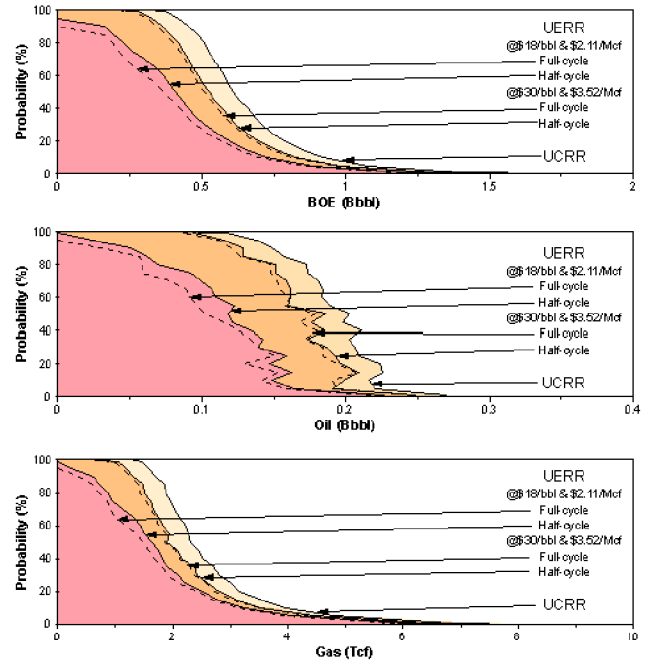 100
80
60
40
20
0
Probability (%)
UERR
@$18/bbl & $2.11/Mcf
Full-cycle
Half-cycle
@$30/bbl & $3.52/Mcf
Full-cycle
Half-cycle
UCRR
0 0.5 1 1.5 2
BOE (Bbbl)
100
80
60
40
20
0
Probability (%)
UERR
@$18/bbl & $2.11/Mcf
Full-cycle
Half-cycle
@$30/bbl & $3.52/Mcf
Full-cycle
Half-cycle
UCRR
0 0.1 0.2 0.3 0.4
Oil (Bbbl)
100
80
60
40
20
0
Probability (%)
UERR
@$18/bbl & $2.11/Mcf
Full-cycle
Half-cycle
@$30/bbl & $3.52/Mcf
Full-cycle
Half-cycle
UCRR
0 2 4 6 8 10
Gas (Tcf)